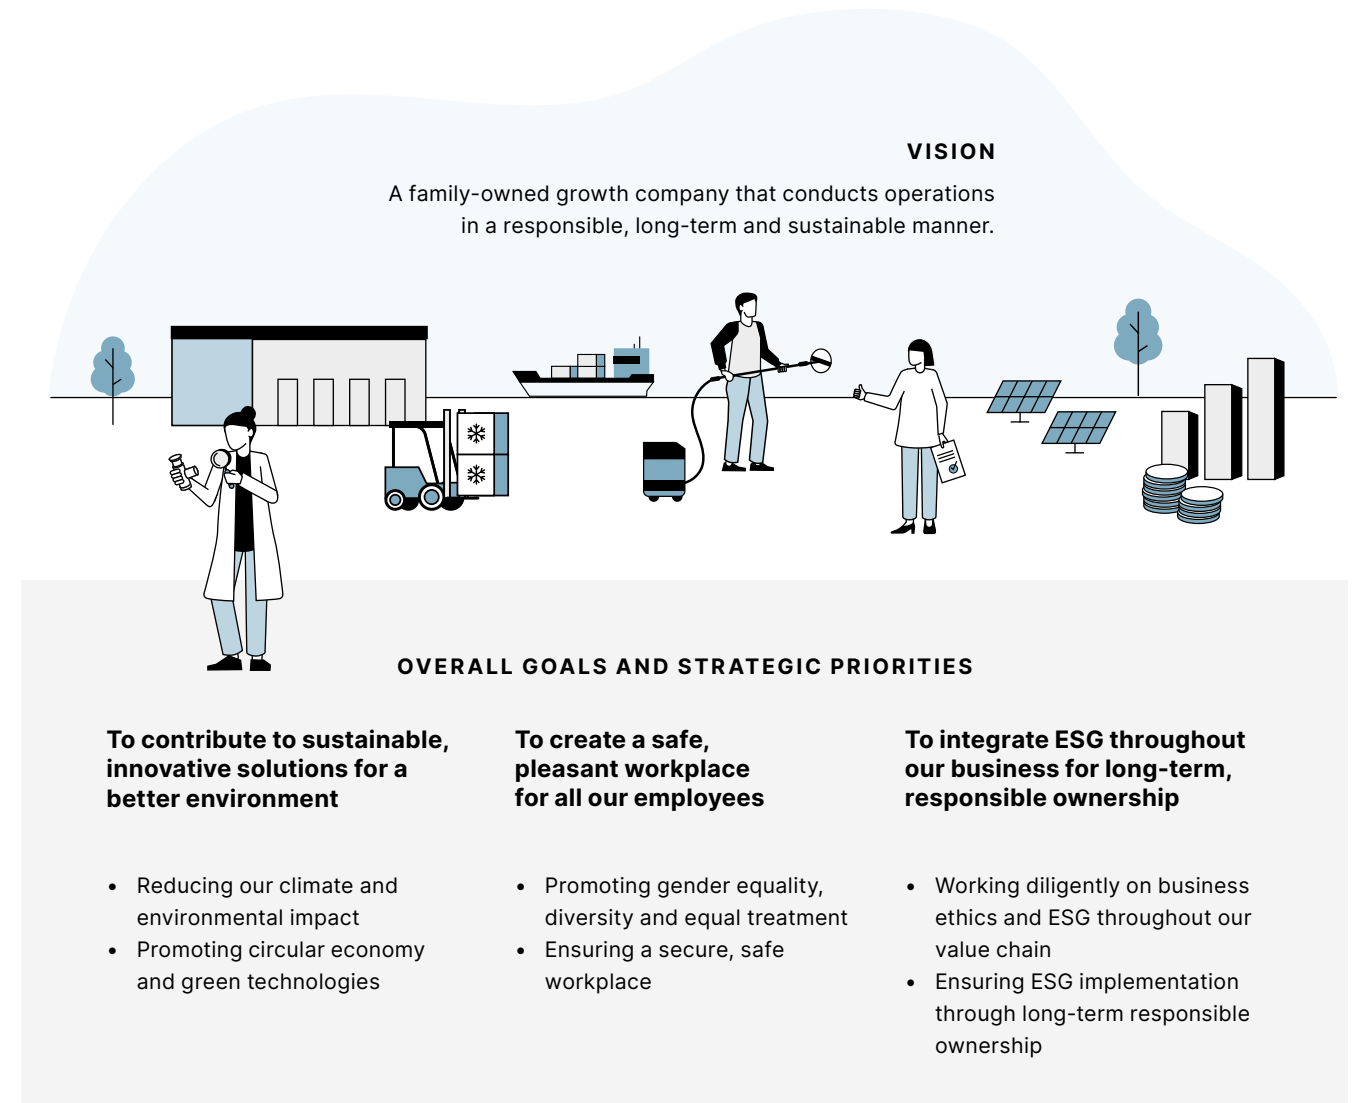 VISION
A family-owned growth company that conducts operations
in a responsible, long-term and sustainable manner.
OVERALL GOALS AND STRATEGIC PRIORITIES
To contribute to sustainable,
innovative solutions for a
better environment
• Reducing our climate and
environmental impact
• Promoting circular economy
and green technologies
To create a safe,
pleasant workplace
for all our employees
• Promoting gender equality,
diversity and equal treatment
• Ensuring a secure, safe
workplace
To integrate ESG throughout
our business for long-term,
responsible ownership
• Working diligently on business
ethics and ESG throughout our
value chain
• Ensuring ESG implementation
through long-term responsible
ownership